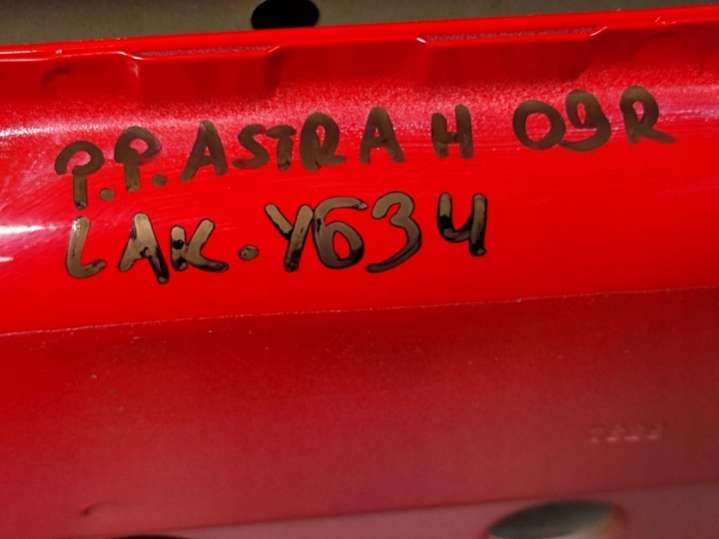 P.P. ASTRA H 09R
LAK. Y634